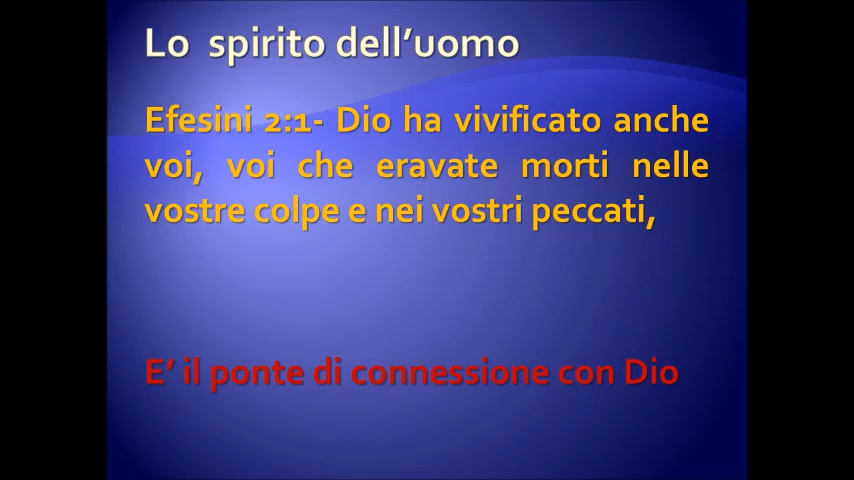 Lo spirito dell'uomo
Efesini 2:1- Dio ha vivificato anche
voi, voi che eravate morti nelle
vostre colpe e nei vostri peccati,
E' il ponte di connessione con Dio